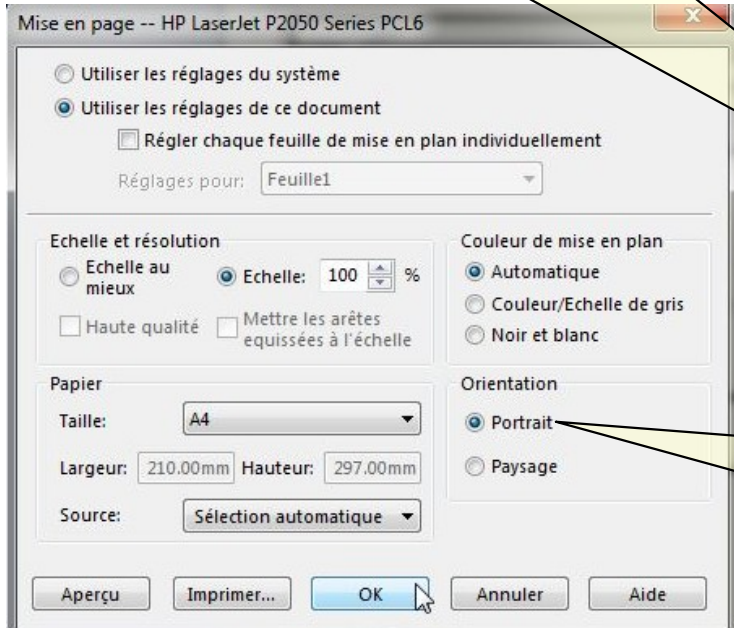 Mise en page -- HP LaserJet P2050 Series PCL6
Utiliser les réglages du système
Utiliser les réglages de ce document
Régler chaque feuille de mise en plan individuellement
Réglages pour: Feuille1
Echelle et résolution
Echelle au mieux
Echelle: 100 %
Haute qualité
Mettre les arêtes
equissées à l'échelle
Couleur de mise en plan
Automatique
Couleur/Echelle de gris
Noir et blanc
Papier
Taille: A4
Largeur: 210.00mm Hauteur: 297.00mm
Source: Sélection automatique
Orientation
Portrait
Paysage
Aperçu Imprimer... OK Annuler Aide